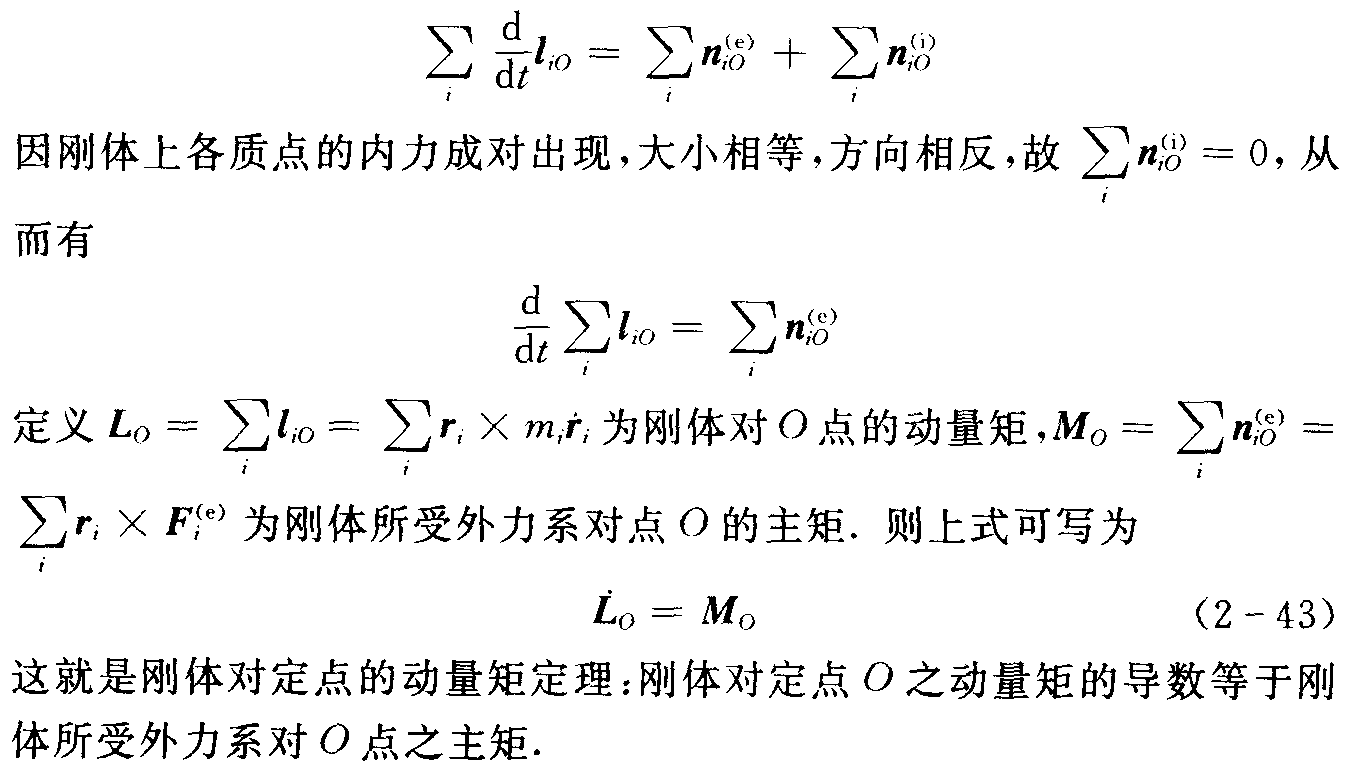 $$\sum_i \frac{\mathrm{d}}{\mathrm{d}t}\boldsymbol{l}_{iO} = \sum_i \boldsymbol{n}_{iO}^{(\mathrm{e})} + \sum_i \boldsymbol{n}_{iO}^{(\mathrm{i})}$$
因刚体上各质点的内力成对出现,大小相等,方向相反,故 $\sum_i \boldsymbol{n}_{iO}^{(\mathrm{i})} = 0$, 从
而有
$$\frac{\mathrm{d}}{\mathrm{d}t}\sum_i \boldsymbol{l}_{iO} = \sum_i \boldsymbol{n}_{iO}^{(\mathrm{e})}$$
定义 $\boldsymbol{L}_O = \sum_i \boldsymbol{l}_{iO} = \sum_i \boldsymbol{r}_i \times m_i \dot{\boldsymbol{r}}_i$ 为刚体对 $O$ 点的动量矩,$\boldsymbol{M}_O = \sum_i \boldsymbol{n}_{iO}^{(\mathrm{e})} =$
$\sum_i \boldsymbol{r}_i \times \boldsymbol{F}_i^{(\mathrm{e})}$ 为刚体所受外力系对点 $O$ 的主矩. 则上式可写为
$$\dot{\boldsymbol{L}}_O = \boldsymbol{M}_O$$ (2-43)
这就是刚体对定点的动量矩定理:刚体对定点 $O$ 之动量矩的导数等于刚
体所受外力系对 $O$ 点之主矩.